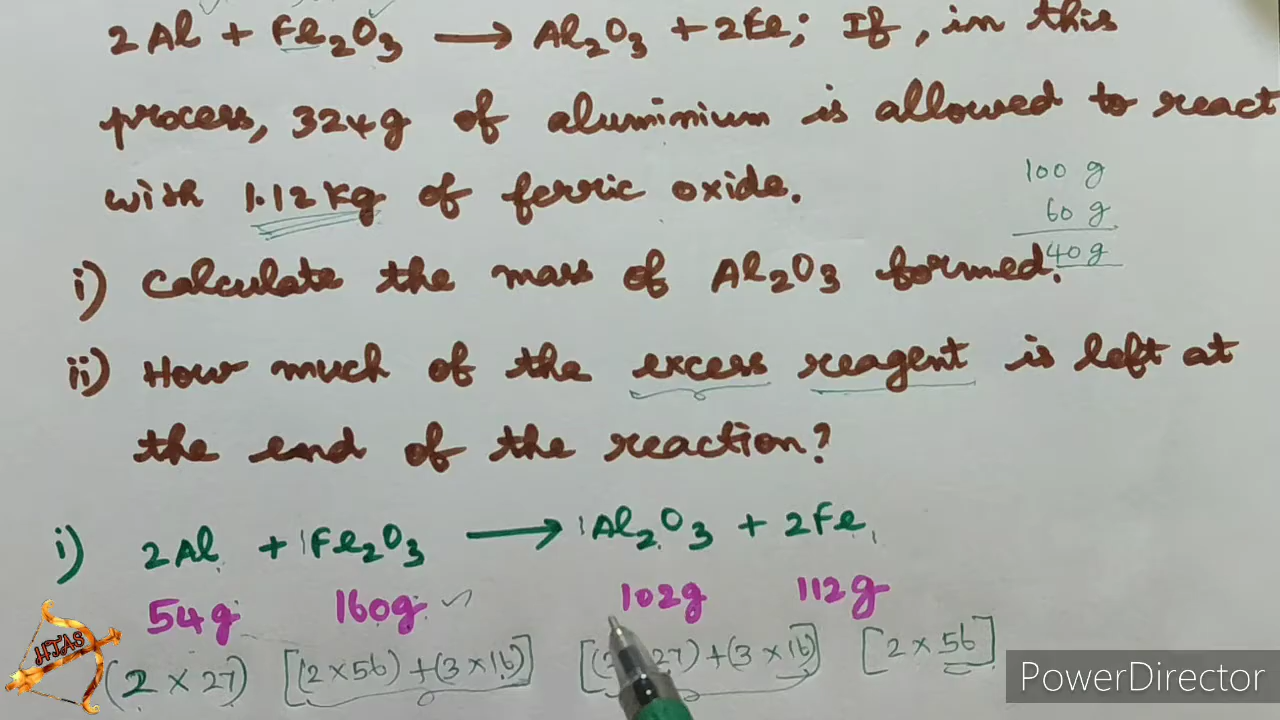 2Al + Fe2O3 → Al2O3 + 2Fe; If, in this
process, 324g of aluminium is allowed to react
with 1.12 kg of ferric oxide.
100 g
60 g
40 g
i) Calculate the mass of Al2O3 formed.
ii) How much of the excess reagent is left at
the end of the reaction?
i) 2Al + 1Fe2O3 → 1Al2O3 + 2Fe
54g 160g 102g 112g
(2 × 27) [(2 × 56) + (3 × 16)] [(2 27) + (3 × 16)] [2 × 56]
HTAS
PowerDirector